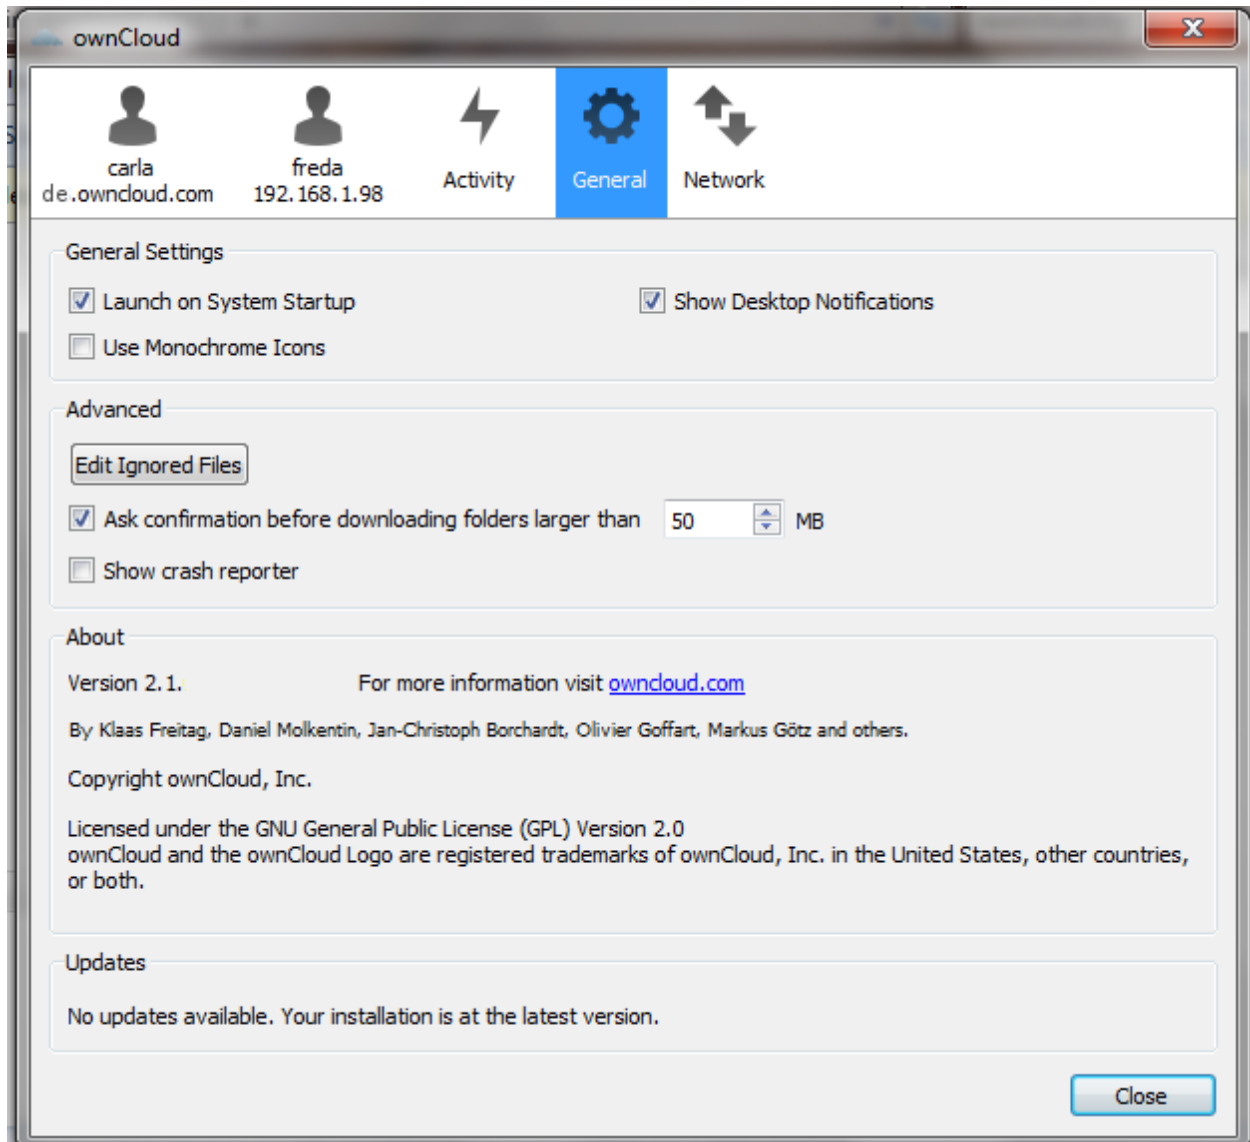 ownCloud
carla
de.owncloud.com
freda
192.168.1.98
Activity
General
Network
General Settings
Launch on System Startup
Show Desktop Notifications
Use Monochrome Icons
Advanced
Edit Ignored Files
Ask confirmation before downloading folders larger than 50 MB
Show crash reporter
About
Version 2.1. For more information visit owncloud.com
By Klaas Freitag, Daniel Molkentin, Jan-Christoph Borchardt, Olivier Goffart, Markus Götz and others.
Copyright ownCloud, Inc.
Licensed under the GNU General Public License (GPL) Version 2.0
ownCloud and the ownCloud Logo are registered trademarks of ownCloud, Inc. in the United States, other countries,
or both.
Updates
No updates available. Your installation is at the latest version.
Close